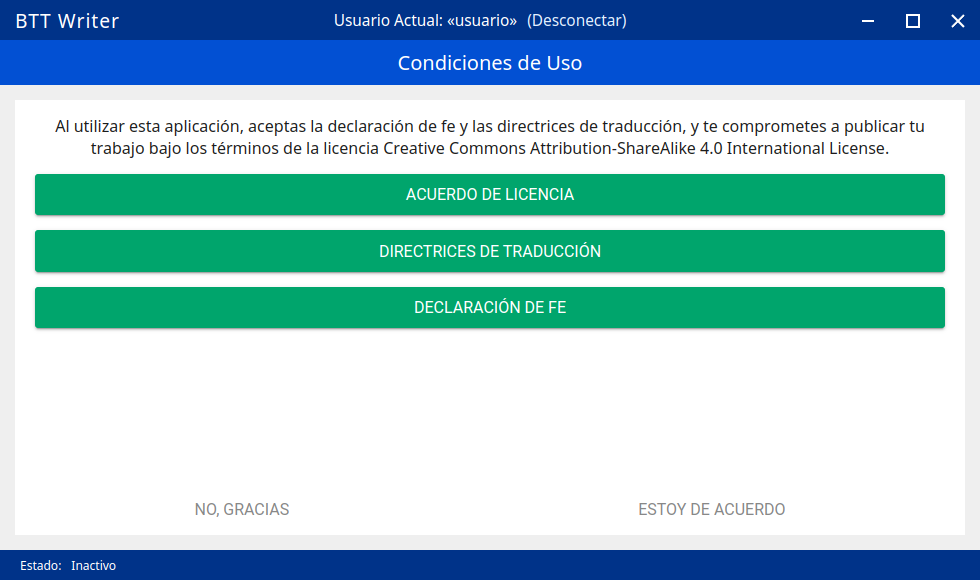 BTT Writer
Usuario Actual: «usuario» (Desconectar)
Condiciones de Uso
Al utilizar esta aplicación, aceptas la declaración de fe y las directrices de traducción, y te comprometes a publicar tu
trabajo bajo los términos de la licencia Creative Commons Attribution-ShareAlike 4.0 International License.
ACUERDO DE LICENCIA
DIRECTRICES DE TRADUCCIÓN
DECLARACIÓN DE FE
NO, GRACIAS
ESTOY DE ACUERDO
Estado: Inactivo